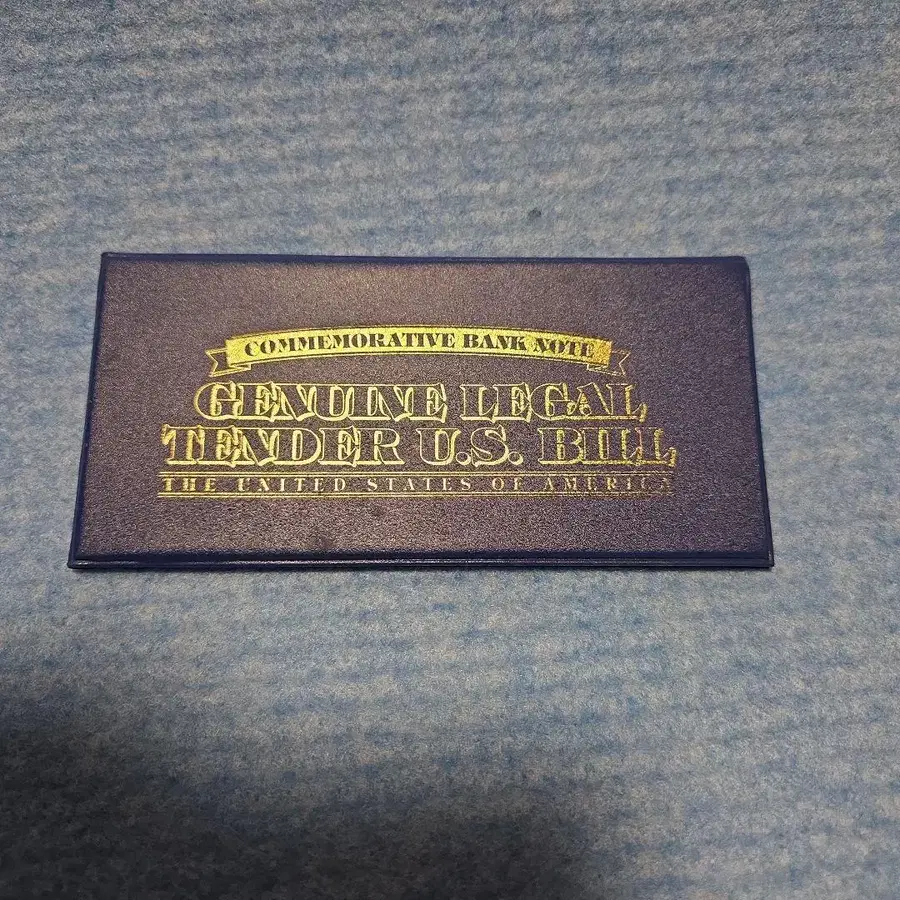 COMMEMORATIVE BANK NOTE
GENUINE LEGAL
TENDER U.S. BILL
THE UNITED STATES OF AMERICA